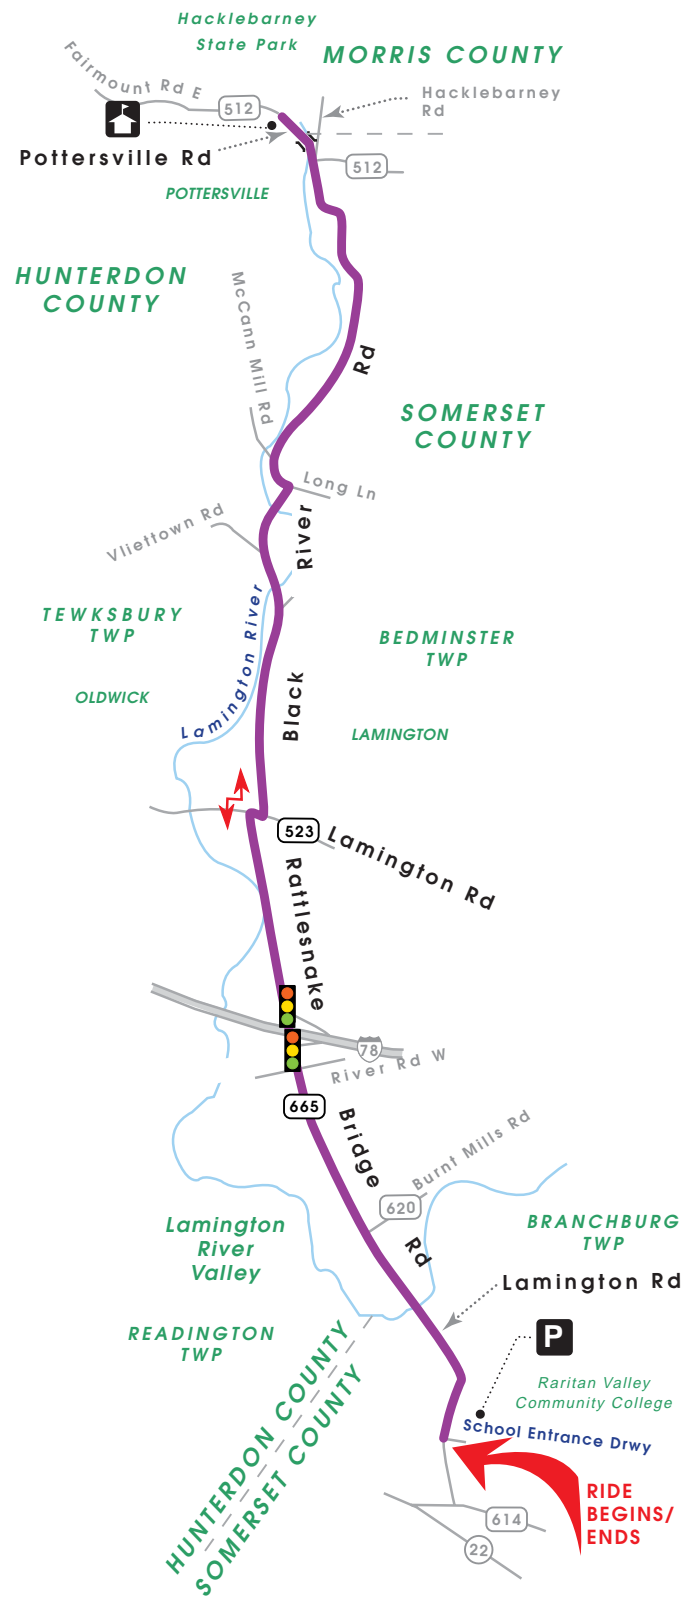 Hacklebarney
State Park
MORRIS COUNTY
Fairmount Rd E
512
Hacklebarney
Rd
Pottersville Rd
512
POTTERSVILLE
HUNTERDON
COUNTY
McCann Mill Rd
Rd
SOMERSET
COUNTY
Long Ln
Vliettown Rd
River
Lamington River
TEWKSBURY
TWP
BEDMINSTER
TWP
Black
OLDWICK
LAMINGTON
523
Lamington Rd
Rattlesnake
78
River Rd W
665
Bridge
Burnt Mills Rd
620
Rd
Lamington
River
Valley
BRANCHBURG
TWP
Lamington Rd
READINGTON
TWP
P
HUNTERDON COUNTY
SOMERSET COUNTY
Raritan Valley
Community College
School Entrance Drwy
RIDE
BEGINS/
ENDS
614
22